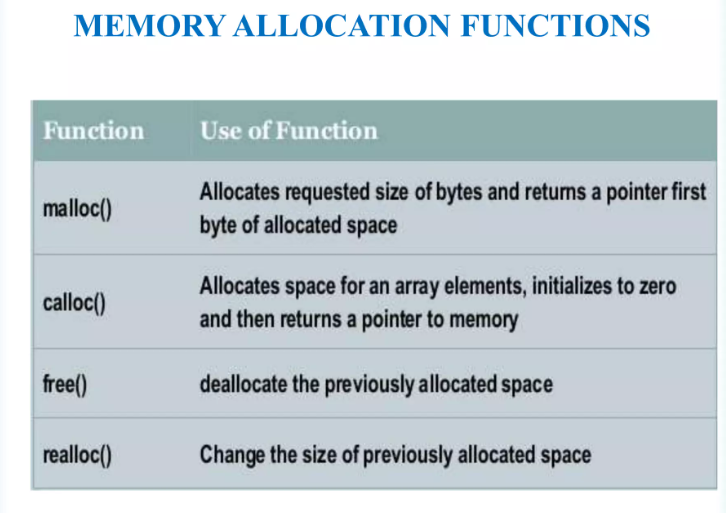 MEMORY ALLOCATION FUNCTIONS
Function Use of Function
malloc() Allocates requested size of bytes and returns a pointer first
byte of allocated space
calloc() Allocates space for an array elements, initializes to zero
and then returns a pointer to memory
free() deallocate the previously allocated space
realloc() Change the size of previously allocated space